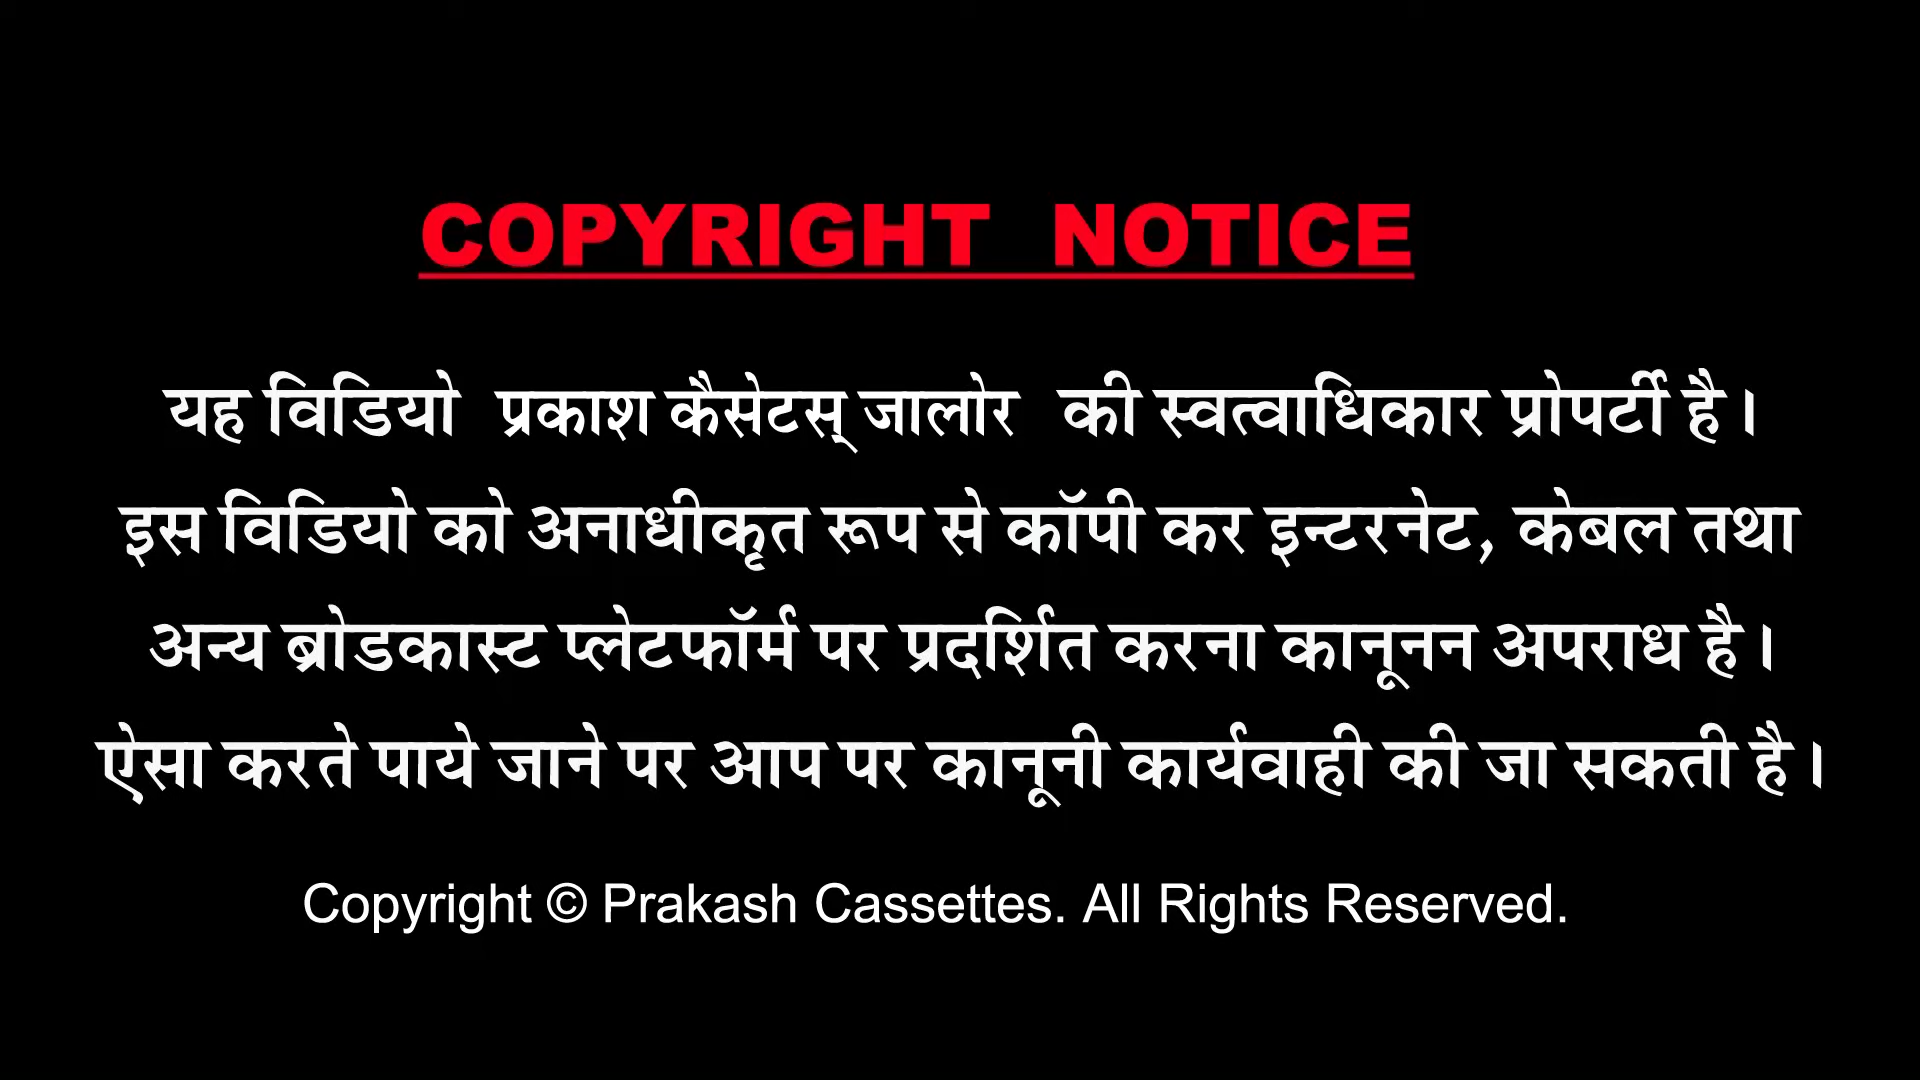 COPYRIGHT NOTICE
यह विडियो प्रकाश कैसेटस् जालोर की स्वत्वाधिकार प्रोपर्टी है।
इस विडियो को अनाधीकृत रूप से कॉपी कर इन्टरनेट, केबल तथा
अन्य ब्रोडकास्ट प्लेटफॉर्म पर प्रदर्शित करना कानूनन अपराध है।
ऐसा करते पाये जाने पर आप पर कानूनी कार्यवाही की जा सकती है।
Copyright © Prakash Cassettes. All Rights Reserved.